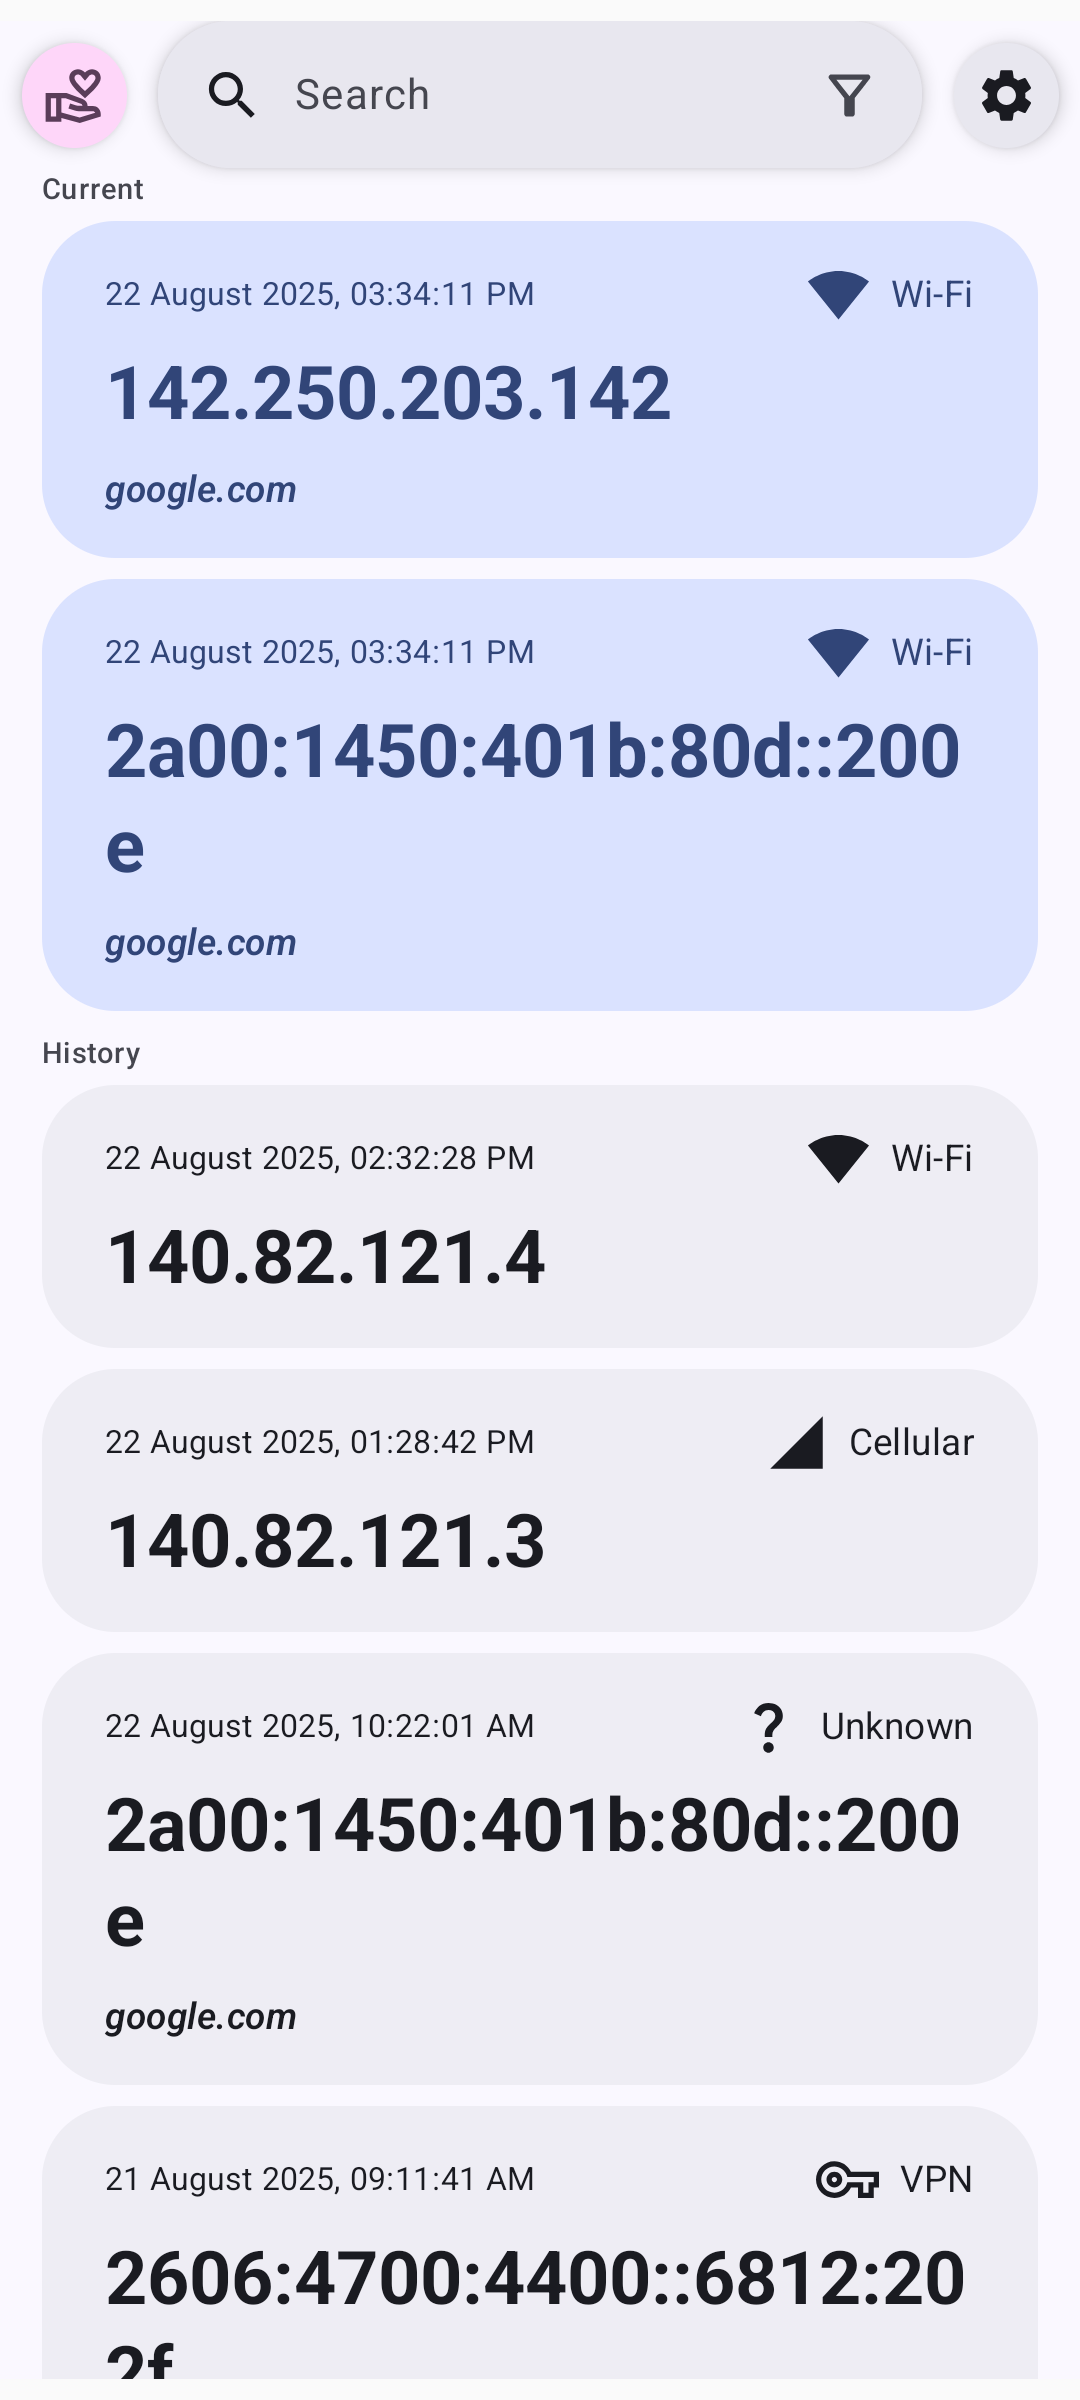 Search
Current
22 August 2025, 03:34:11 PM Wi-Fi
142.250.203.142
google.com
22 August 2025, 03:34:11 PM Wi-Fi
2a00:1450:401b:80d::200
e
google.com
History
22 August 2025, 02:32:28 PM Wi-Fi
140.82.121.4
22 August 2025, 01:28:42 PM Cellular
140.82.121.3
22 August 2025, 10:22:01 AM ? Unknown
2a00:1450:401b:80d::200
e
google.com
21 August 2025, 09:11:41 AM VPN
2606:4700:4400::6812:20
2f